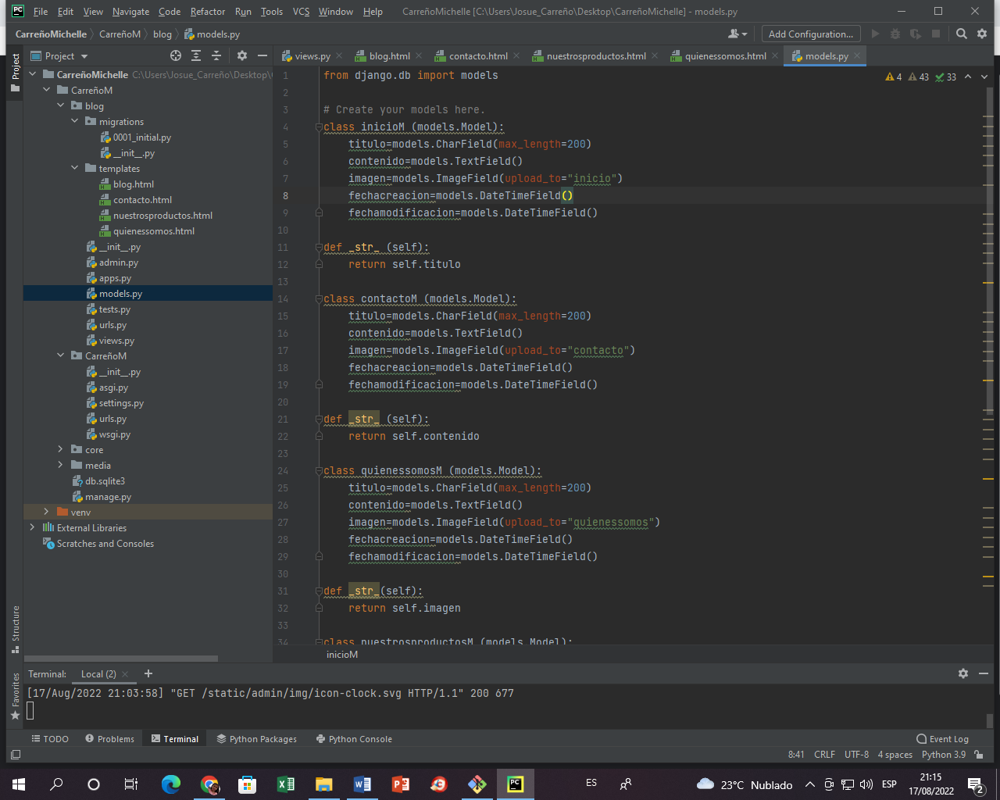 File Edit View Navigate Code Refactor Run Tools VCS Window Help CarreñoMichelle [C:\Users\Josue_Carreño\Desktop\CarreñoMichelle] - models.py
CarreñoMichelle CarreñoM blog models.py
Add Configuration...
Project
views.py blog.html contacto.html nuestrosproductos.html quienessomos.html models.py
Project
CarreñoMichelle C:\Users\Josue_Carreño\Desktop\
CarreñoM
blog
migrations
0001_initial.py
__init__.py
templates
blog.html
contacto.html
nuestrosproductos.html
quienessomos.html
__init__.py
admin.py
apps.py
models.py
tests.py
urls.py
views.py
CarreñoM
__init__.py
asgi.py
settings.py
urls.py
wsgi.py
core
media
db.sqlite3
manage.py
venv
External Libraries
Scratches and Consoles
Structure
Favorites
4 43 33
1 from django.db import models
2
3 # Create your models here.
4 class inicioM (models.Model):
5 titulo=models.CharField(max_length=200)
6 contenido=models.TextField()
7 imagen=models.ImageField(upload_to="inicio")
8 fechacreacion=models.DateTimeField()
9 fechamodificacion=models.DateTimeField()
10
11 def _str_ (self):
12 return self.titulo
13
14 class contactoM (models.Model):
15 titulo=models.CharField(max_length=200)
16 contenido=models.TextField()
17 imagen=models.ImageField(upload_to="contacto")
18 fechacreacion=models.DateTimeField()
19 fechamodificacion=models.DateTimeField()
20
21 def _str_ (self):
22 return self.contenido
23
24 class quienessomosM (models.Model):
25 titulo=models.CharField(max_length=200)
26 contenido=models.TextField()
27 imagen=models.ImageField(upload_to="quienessomos")
28 fechacreacion=models.DateTimeField()
29 fechamodificacion=models.DateTimeField()
30
31 def _str_(self):
32 return self.imagen
33
34 class nuestrosproductosM (models.Model):
inicioM
Terminal: Local (2)
[17/Aug/2022 21:03:58] "GET /static/admin/img/icon-clock.svg HTTP/1.1" 200 677
TODO Problems Terminal Python Packages Python Console Event Log
8:41 CRLF UTF-8 4 spaces Python 3.9
ES 23°C Nublado ESP 21:15
17/08/2022 2